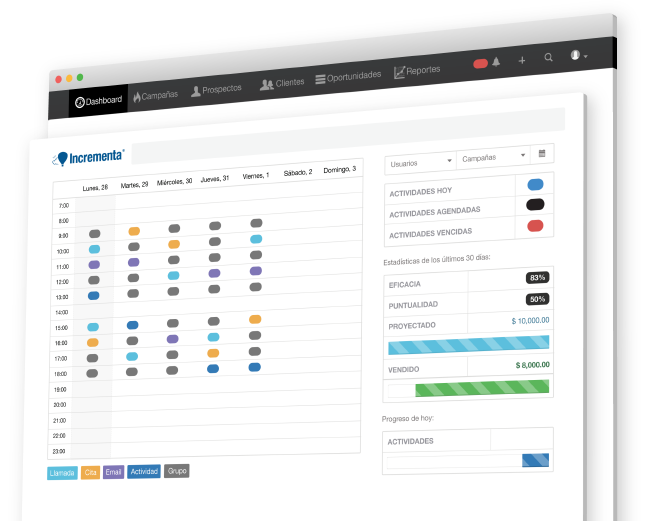 Dashboard Campañas Prospectos Clientes Oportunidades Reportes
Incrementa®
Usuarios Campañas
Lunes, 28 Martes, 29 Miércoles, 30 Jueves, 31 Viernes, 1 Sábado, 2 Domingo, 3
7:00
8:00
9:00
10:00
11:00
12:00
13:00
14:00
15:00
16:00
17:00
18:00
19:00
20:00
21:00
22:00
23:00
Llamada Cita Email Actividad Grupo
ACTIVIDADES HOY
ACTIVIDADES AGENDADAS
ACTIVIDADES VENCIDAS
Estadísticas de los últimos 30 días:
EFICACIA 83%
PUNTUALIDAD 50%
PROYECTADO $ 10,000.00
VENDIDO $ 8,000.00
Progreso de hoy:
ACTIVIDADES